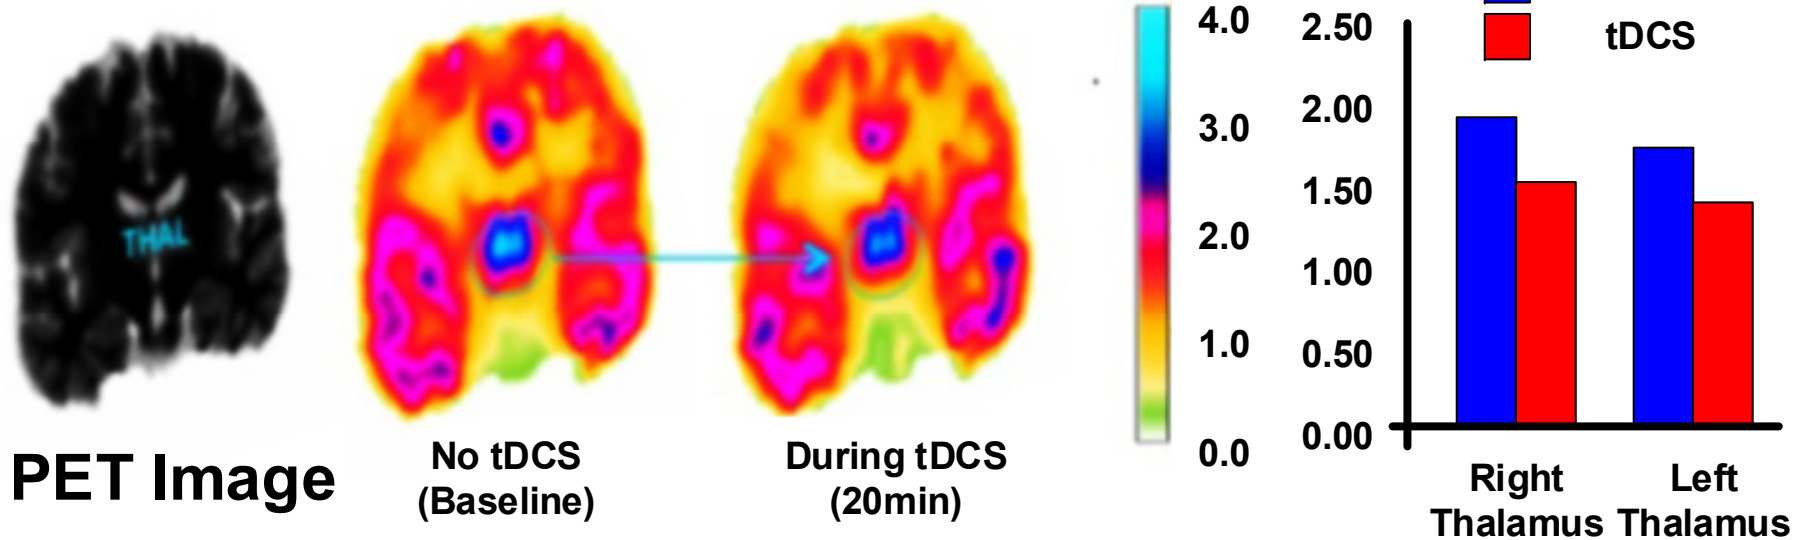 THAL
PET Image
No tDCS
(Baseline)
During tDCS
(20min)
4.0
3.0
2.0
1.0
0.0
tDCS
2.50
2.00
1.50
1.00
0.50
0.00
Right
Thalamus
Left
Thalamus